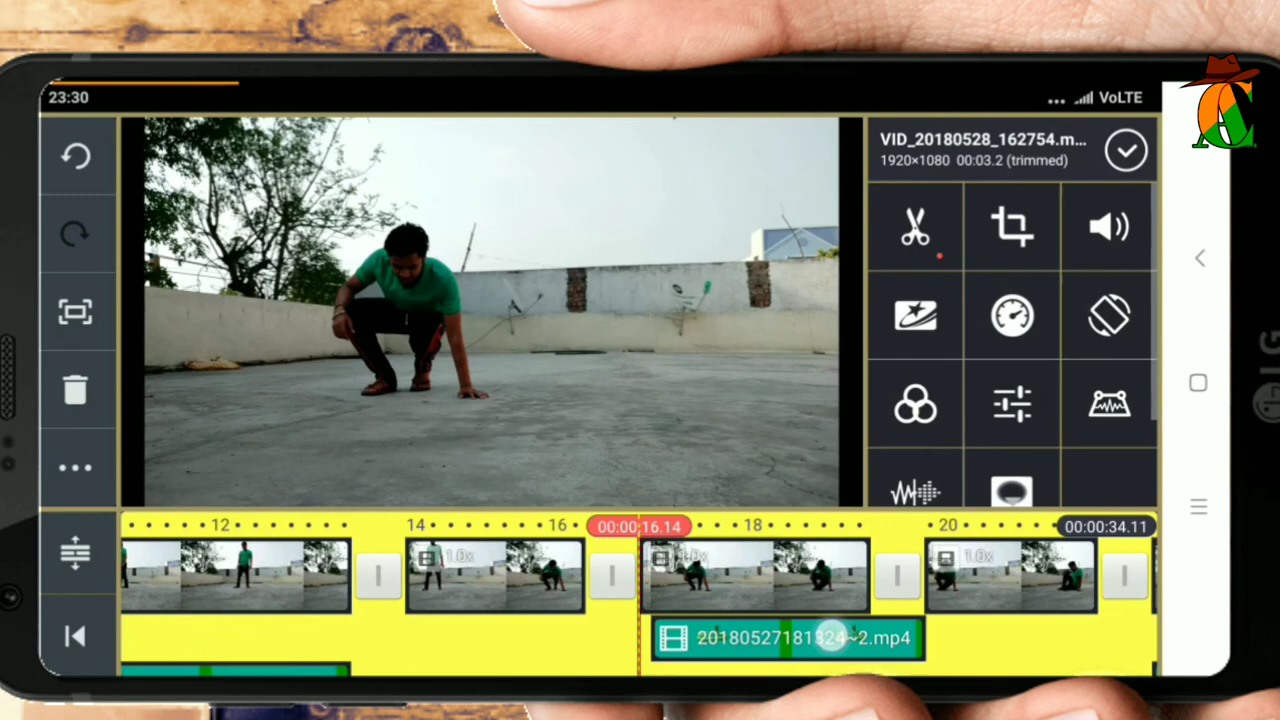 23:30
VoLTE
VID_20180528_162754.m...
1920×1080 00:03.2 (trimmed)
12
14
16
00:00:16.14
18
20
00:00:34.11
1.0x
1.0x
1.0x
20180527181324~2.mp4
LG